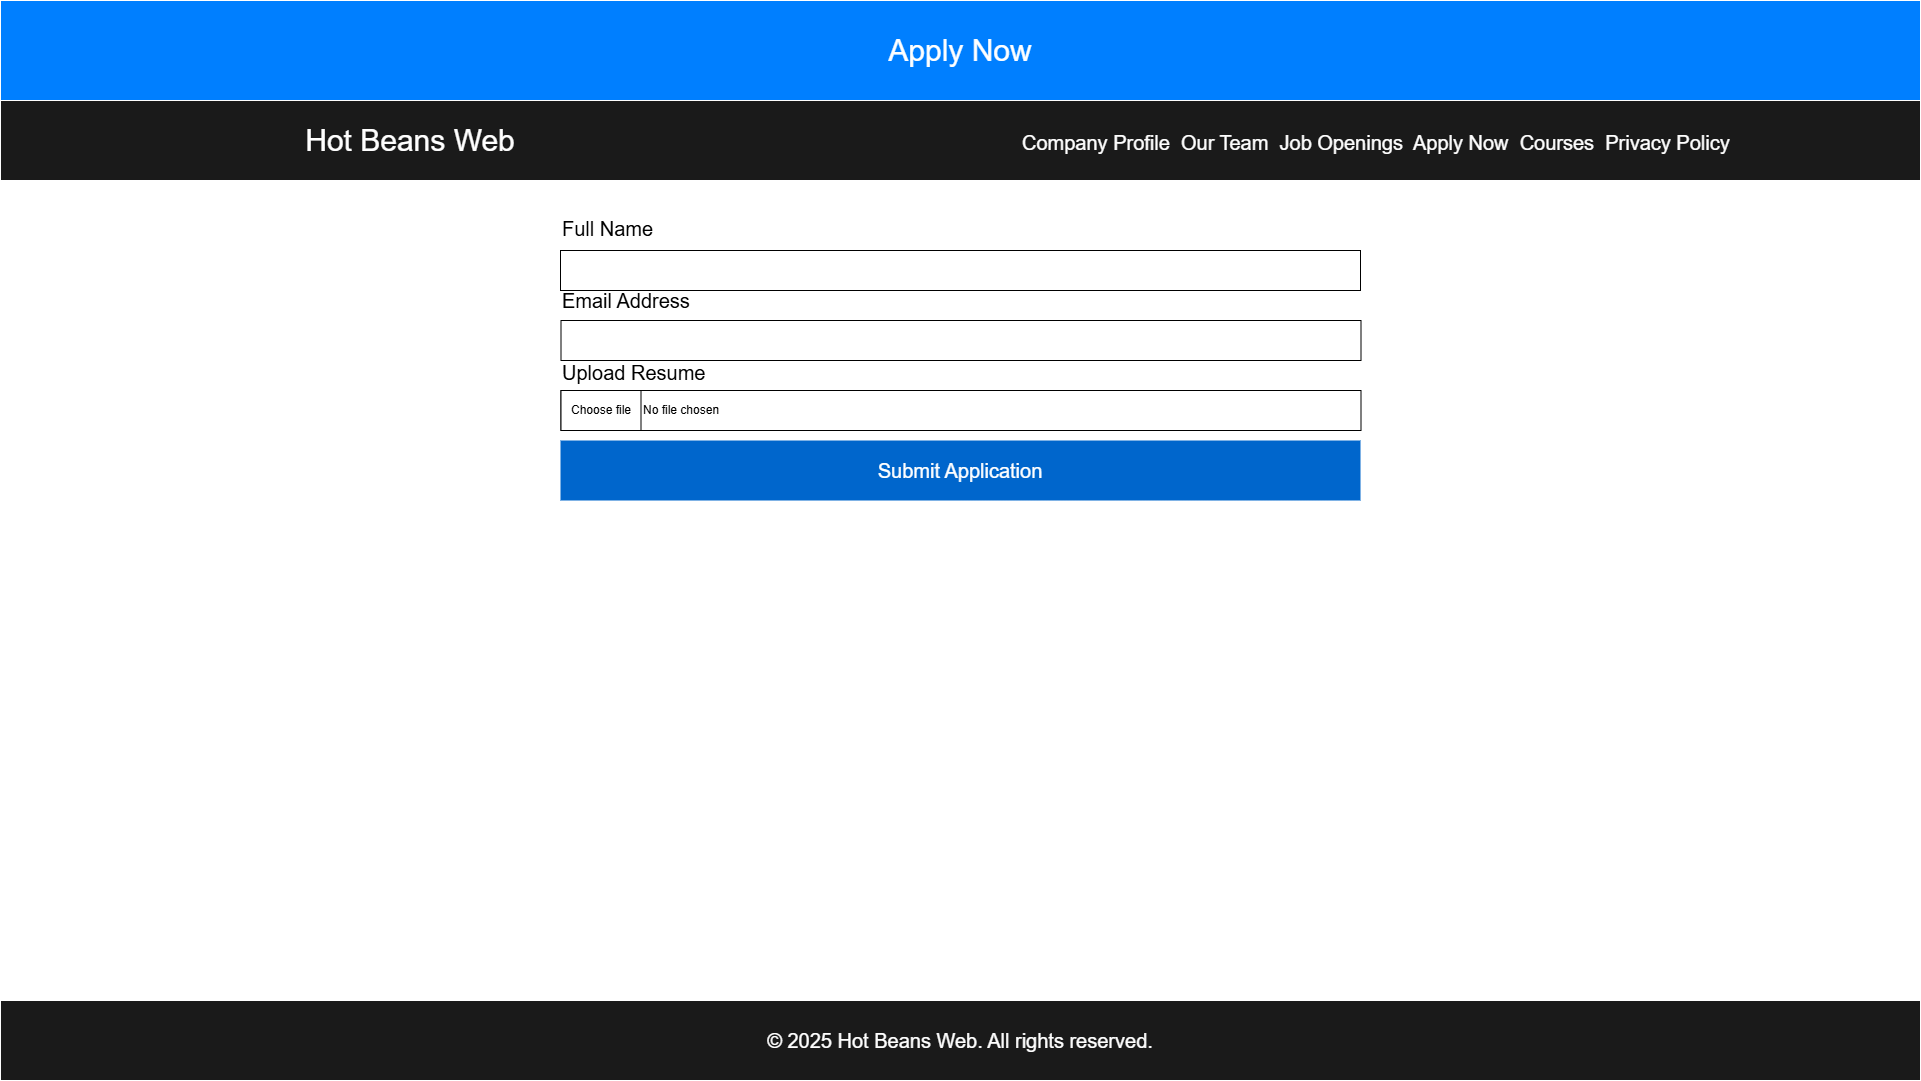 Apply Now
Hot Beans Web
Company Profile Our Team Job Openings Apply Now Courses Privacy Policy
Full Name
Email Address
Upload Resume
Choose file No file chosen
Submit Application
© 2025 Hot Beans Web. All rights reserved.